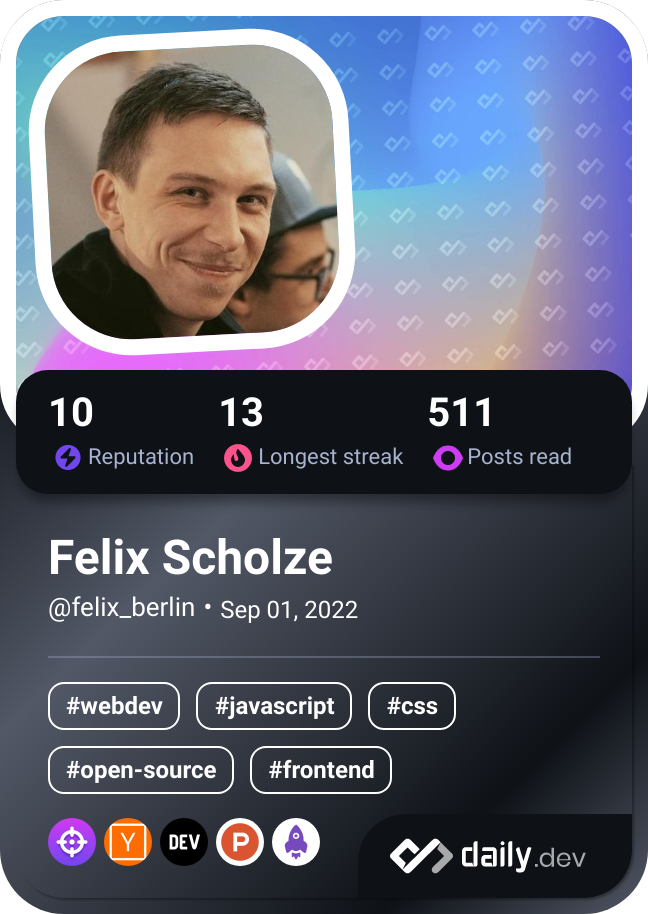 10 13 511
Reputation Longest streak Posts read
Felix Scholze
@felix_berlin • Sep 01, 2022
#webdev #javascript #css
#open-source #frontend
Y DEV P
daily.dev